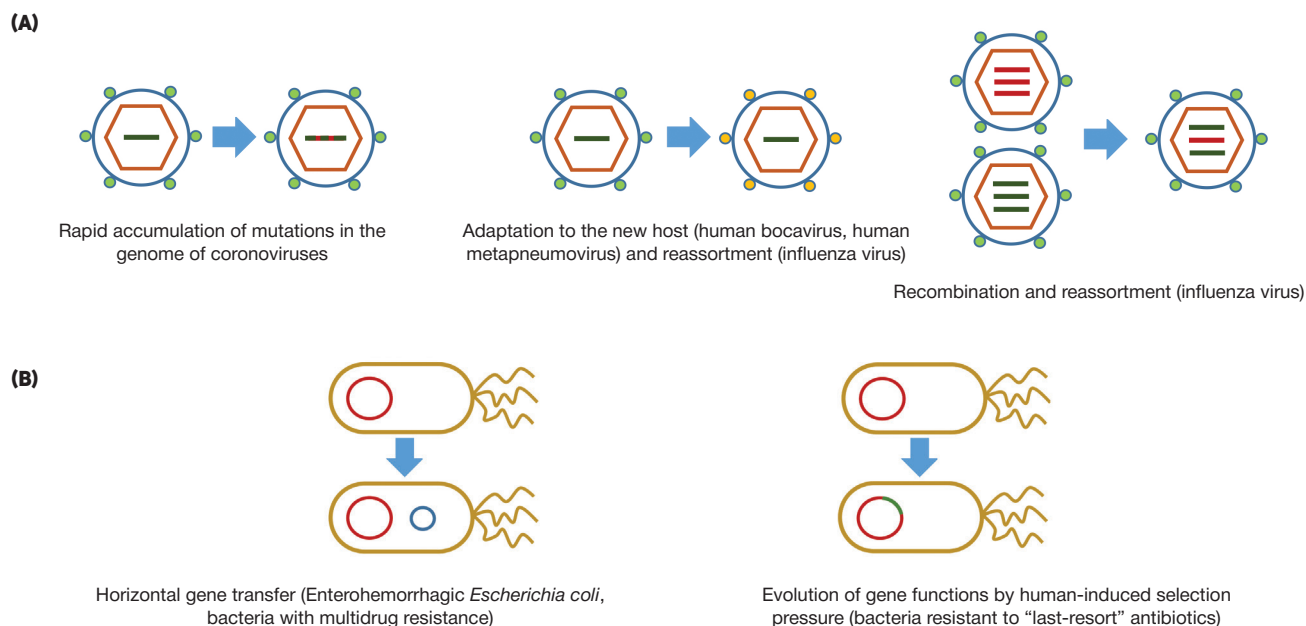 (A)
Rapid accumulation of mutations in the
genome of coronoviruses
Adaptation to the new host (human bocavirus, human
metapneumovirus) and reassortment (influenza virus)
Recombination and reassortment (influenza virus)
(B)
Horizontal gene transfer (Enterohemorrhagic Escherichia coli,
bacteria with multidrug resistance)
Evolution of gene functions by human-induced selection
pressure (bacteria resistant to “last-resort” antibiotics)